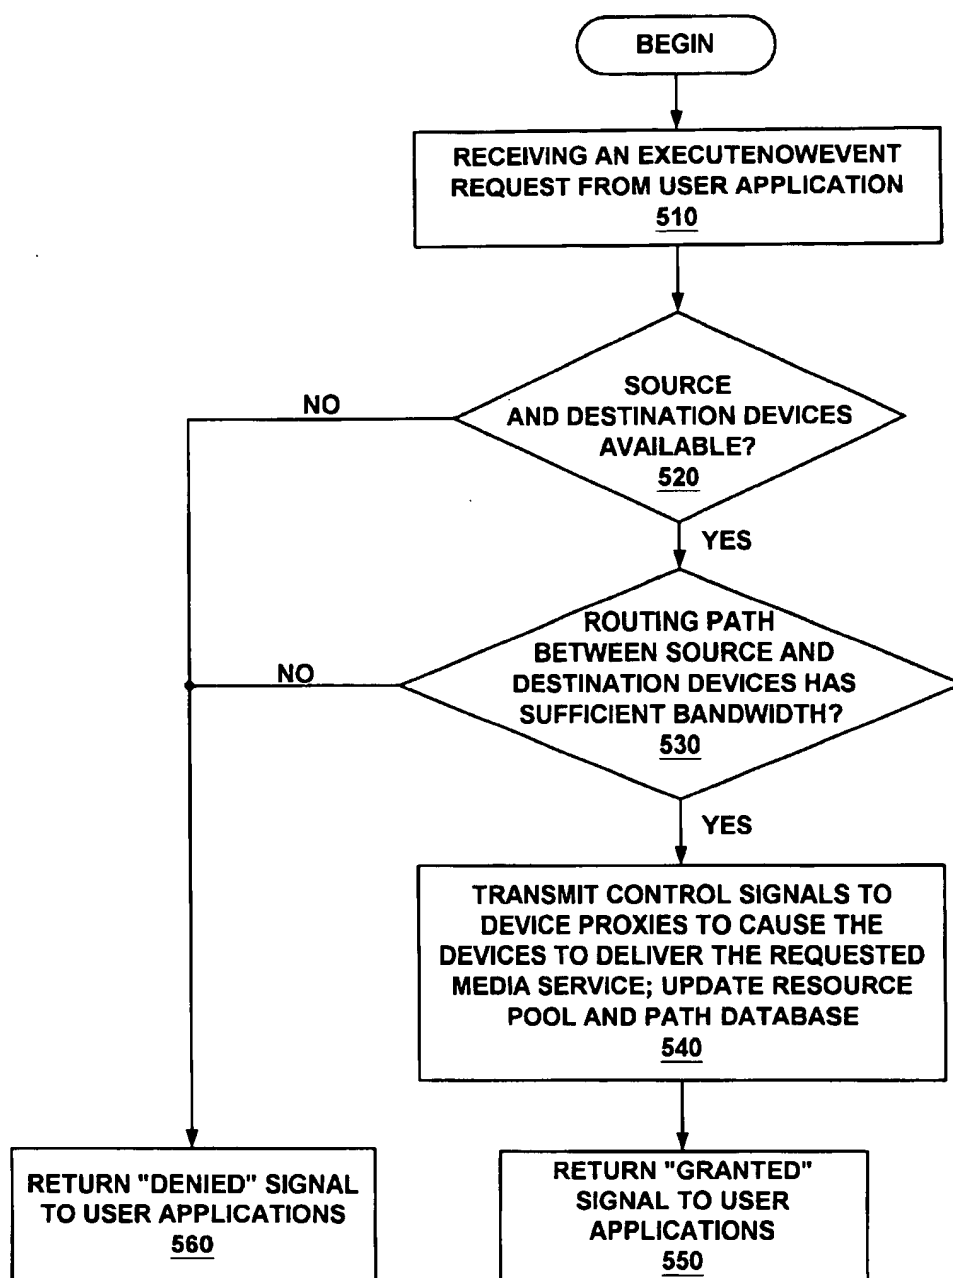 BEGIN
RECEIVING AN EXECUTENOWEVENT
REQUEST FROM USER APPLICATION
510
SOURCE
AND DESTINATION DEVICES
AVAILABLE?
520
NO
YES
ROUTING PATH
BETWEEN SOURCE AND
DESTINATION DEVICES HAS
SUFFICIENT BANDWIDTH?
530
NO
YES
TRANSMIT CONTROL SIGNALS TO
DEVICE PROXIES TO CAUSE THE
DEVICES TO DELIVER THE REQUESTED
MEDIA SERVICE; UPDATE RESOURCE
POOL AND PATH DATABASE
540
RETURN "DENIED" SIGNAL
TO USER APPLICATIONS
560
RETURN "GRANTED"
SIGNAL TO USER
APPLICATIONS
550